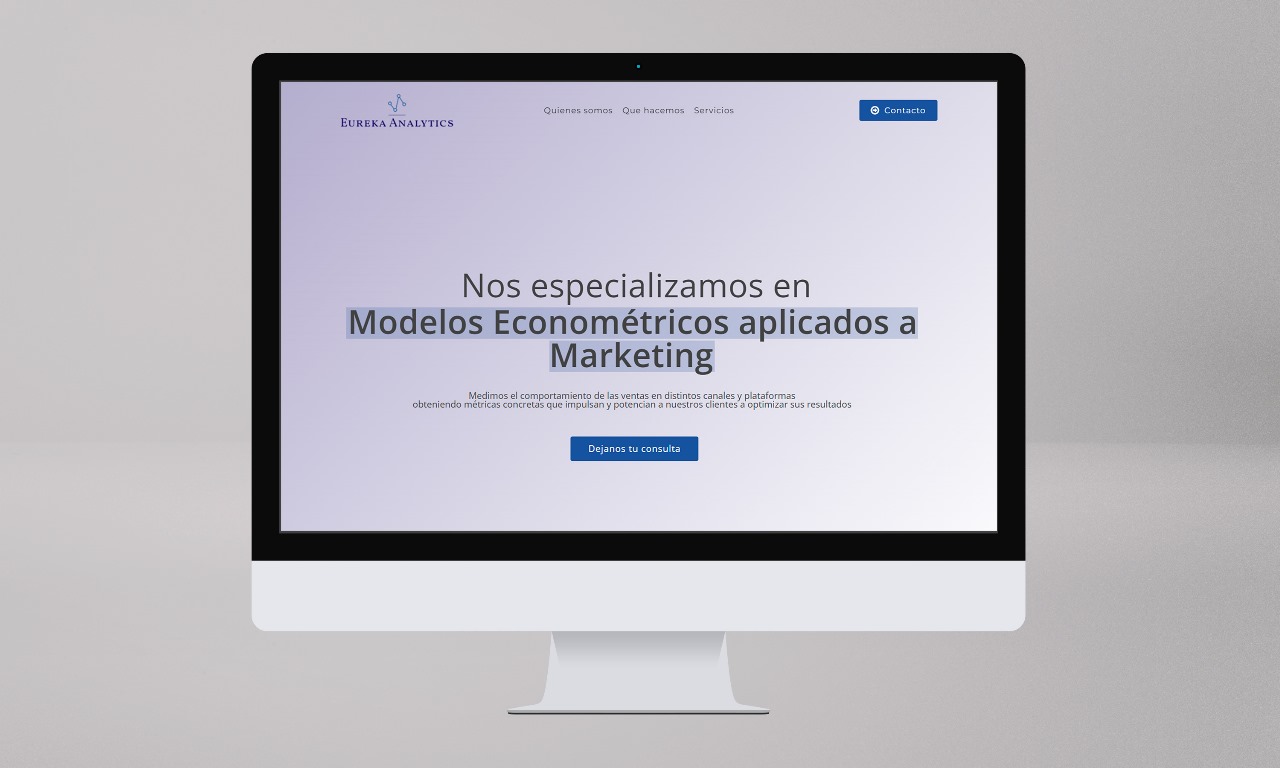 EUREKA ANALYTICS
Quienes somos Que hacemos Servicios
Contacto
Nos especializamos en
Modelos Econométricos aplicados a
Marketing
Medimos el comportamiento de las ventas en distintos canales y plataformas
obteniendo métricas concretas que impulsan y potencian a nuestros clientes a optimizar sus resultados
Dejanos tu consulta